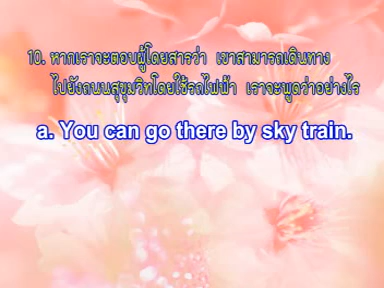 10. หากเราจะตอบผู้โดยสารว่า เขาสามารถเดินทาง
ไปยังถนนสุขุมวิทโดยใช้รถไฟฟ้า เราจะพูดว่าอย่างไร
a. You can go there by sky train.